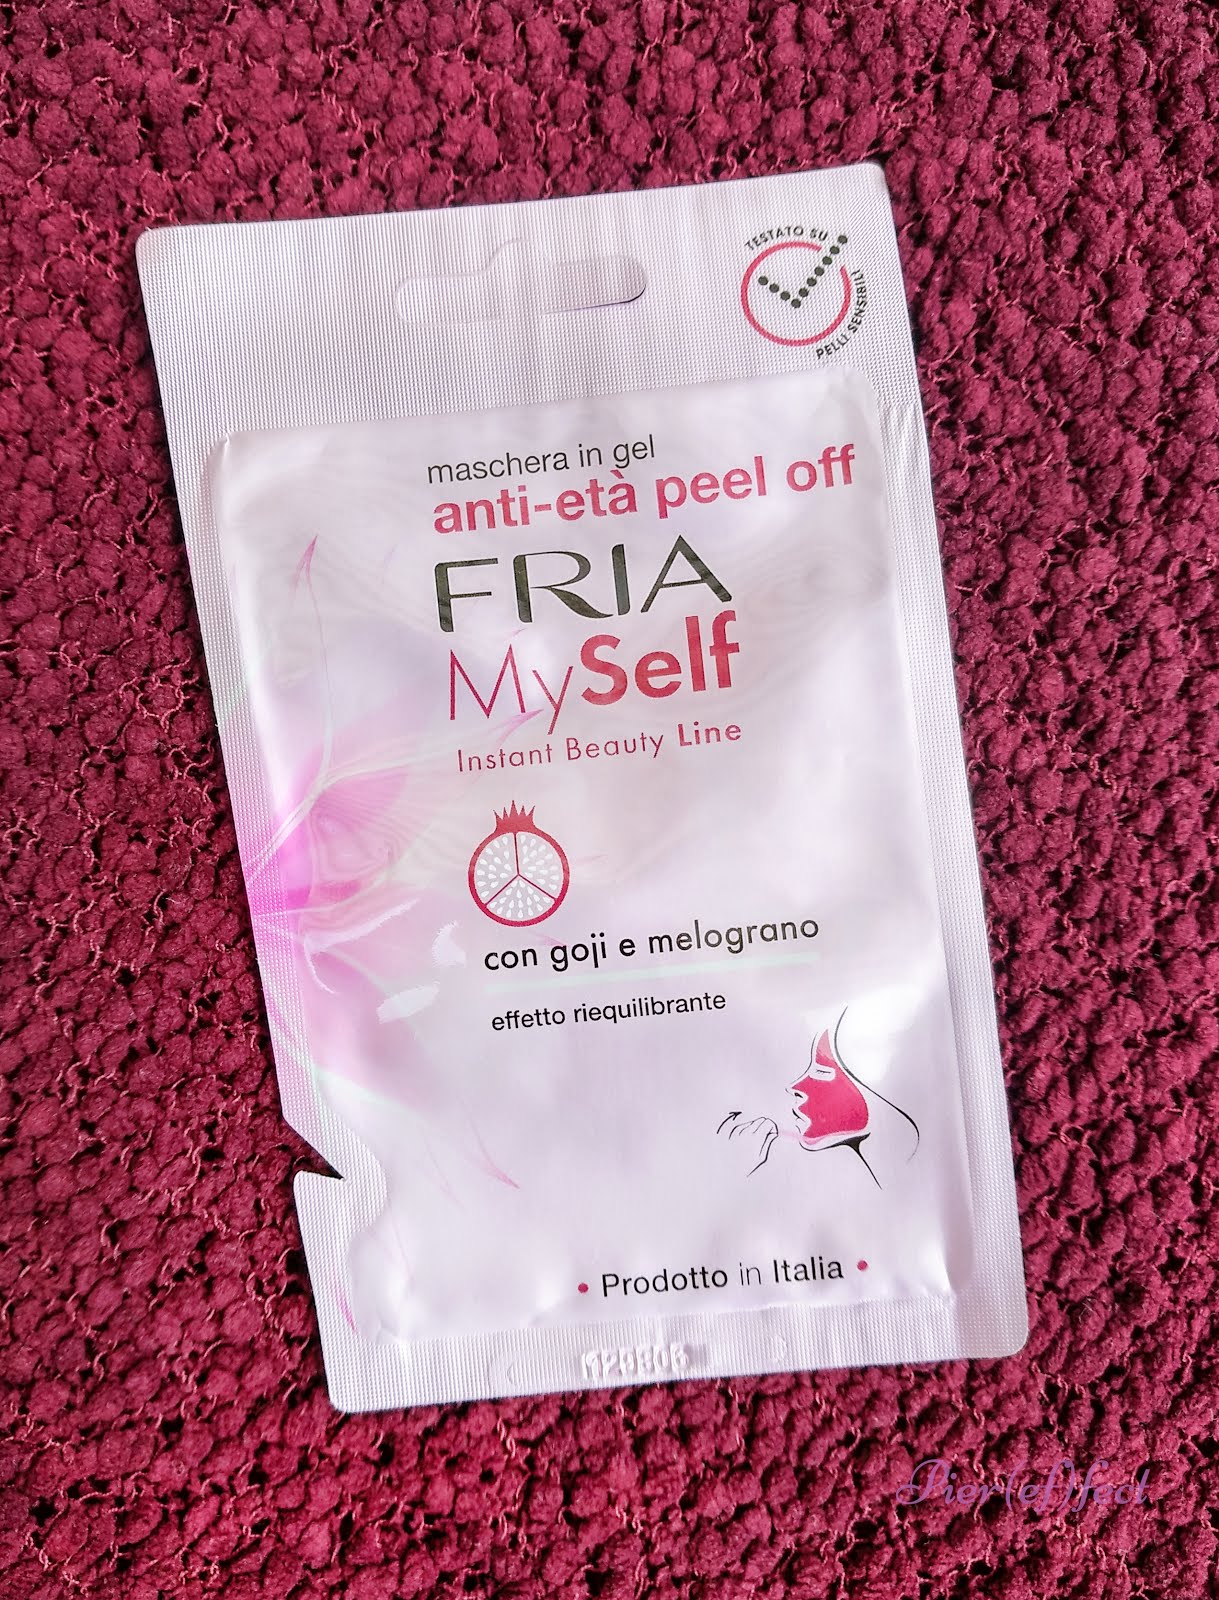 TESTATO SU
PELLI SENSIBILI
maschera in gel
anti-età peel off
FRIA
MySelf
Instant Beauty Line
con goji e melograno
effetto riequilibrante
• Prodotto in Italia •
Pier(ef)fect